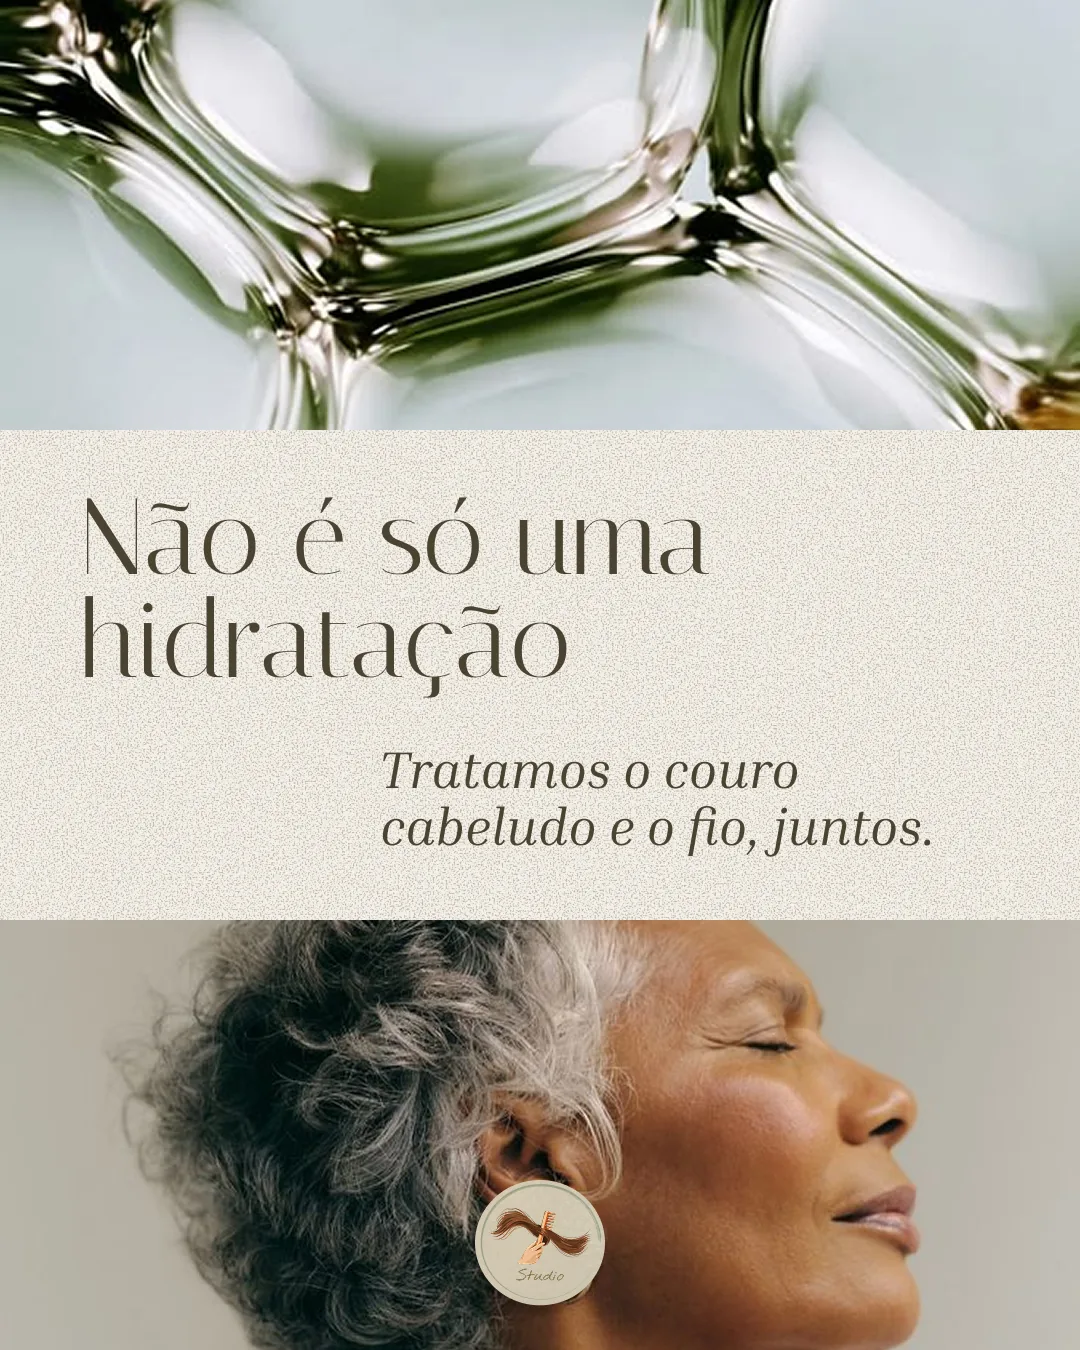 Não é só uma
hidratação
Tratamos o couro
cabeludo e o fio, juntos.
Studio